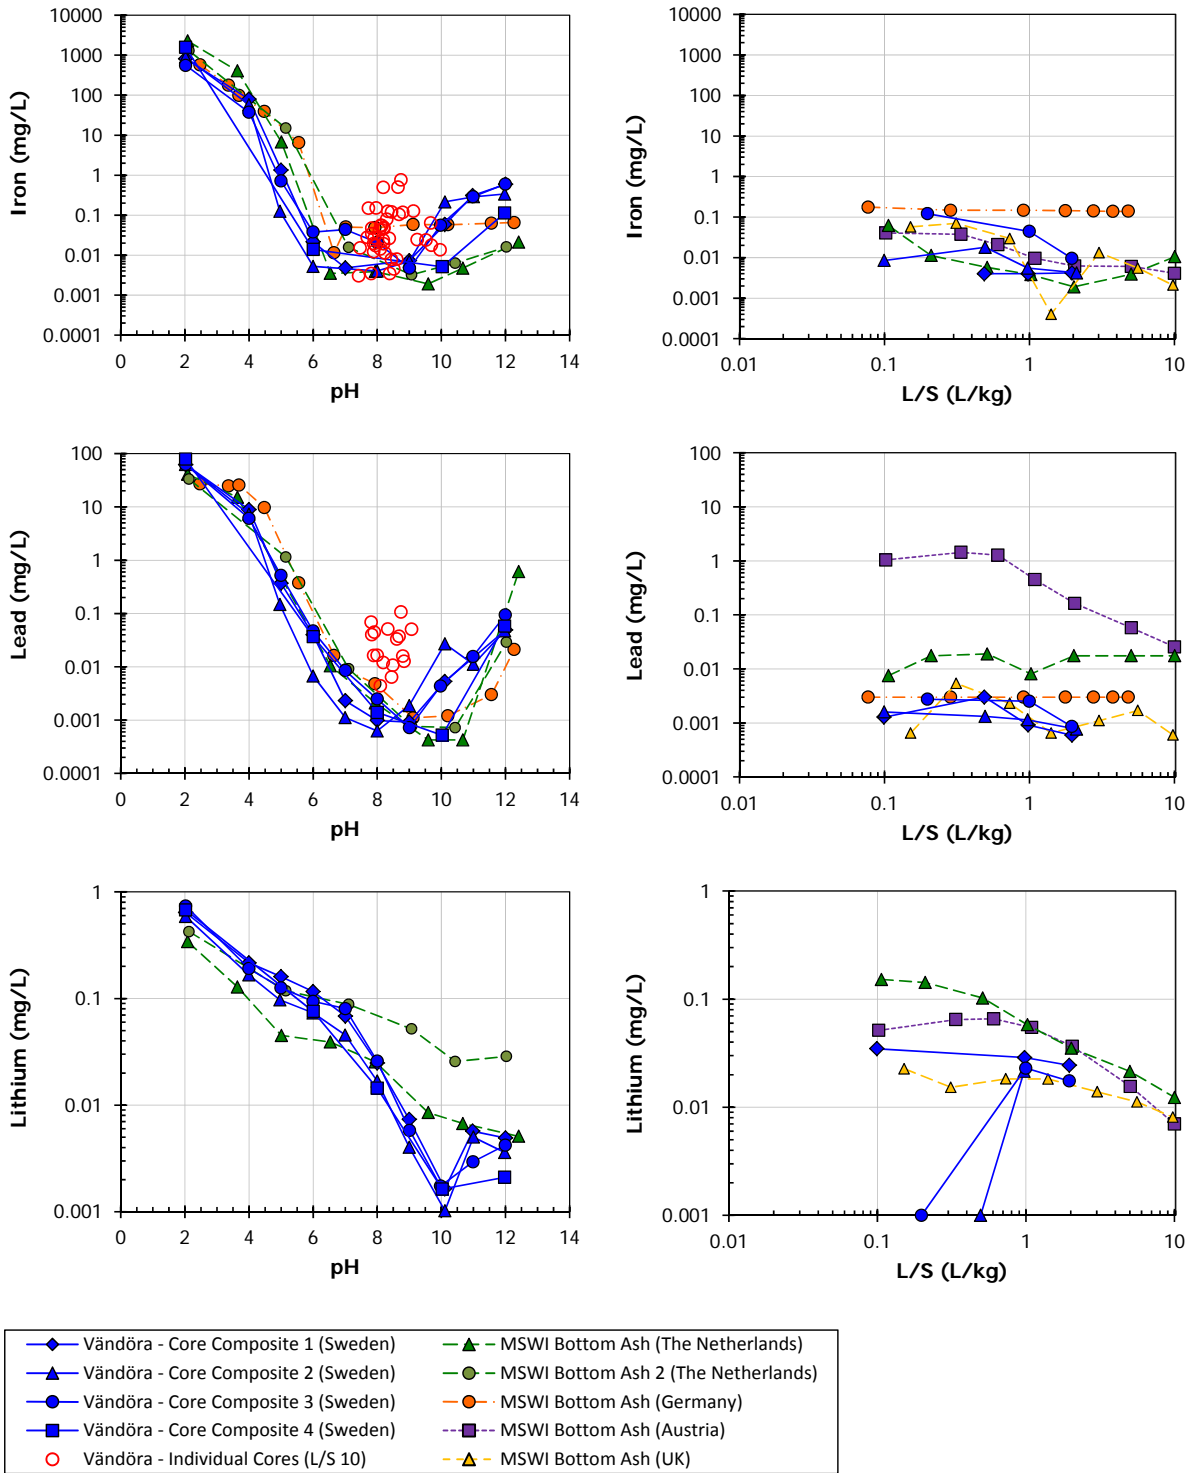 10000
1000
100
10
1
0.1
0.01
0.001
0.0001
Iron (mg/L)
0 2 4 6 8 10 12 14
pH
10000
1000
100
10
1
0.1
0.01
0.001
0.0001
Iron (mg/L)
0.01 0.1 1 10
L/S (L/kg)
100
10
1
0.1
0.01
0.001
0.0001
Lead (mg/L)
0 2 4 6 8 10 12 14
pH
100
10
1
0.1
0.01
0.001
0.0001
Lead (mg/L)
0.01 0.1 1 10
L/S (L/kg)
1
0.1
0.01
0.001
Lithium (mg/L)
0 2 4 6 8 10 12 14
pH
1
0.1
0.01
0.001
Lithium (mg/L)
0.01 0.1 1 10
L/S (L/kg)
Vändöra - Core Composite 1 (Sweden)
Vändöra - Core Composite 2 (Sweden)
Vändöra - Core Composite 3 (Sweden)
Vändöra - Core Composite 4 (Sweden)
Vändöra - Individual Cores (L/S 10)
MSWI Bottom Ash (The Netherlands)
MSWI Bottom Ash 2 (The Netherlands)
MSWI Bottom Ash (Germany)
MSWI Bottom Ash (Austria)
MSWI Bottom Ash (UK)